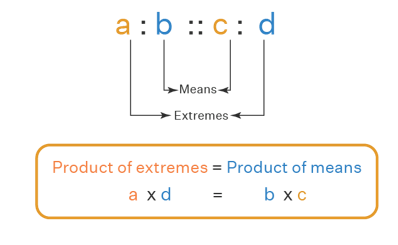 a : b :: c : d
Means
Extremes
Product of extremes = Product of means
a x d = b x c